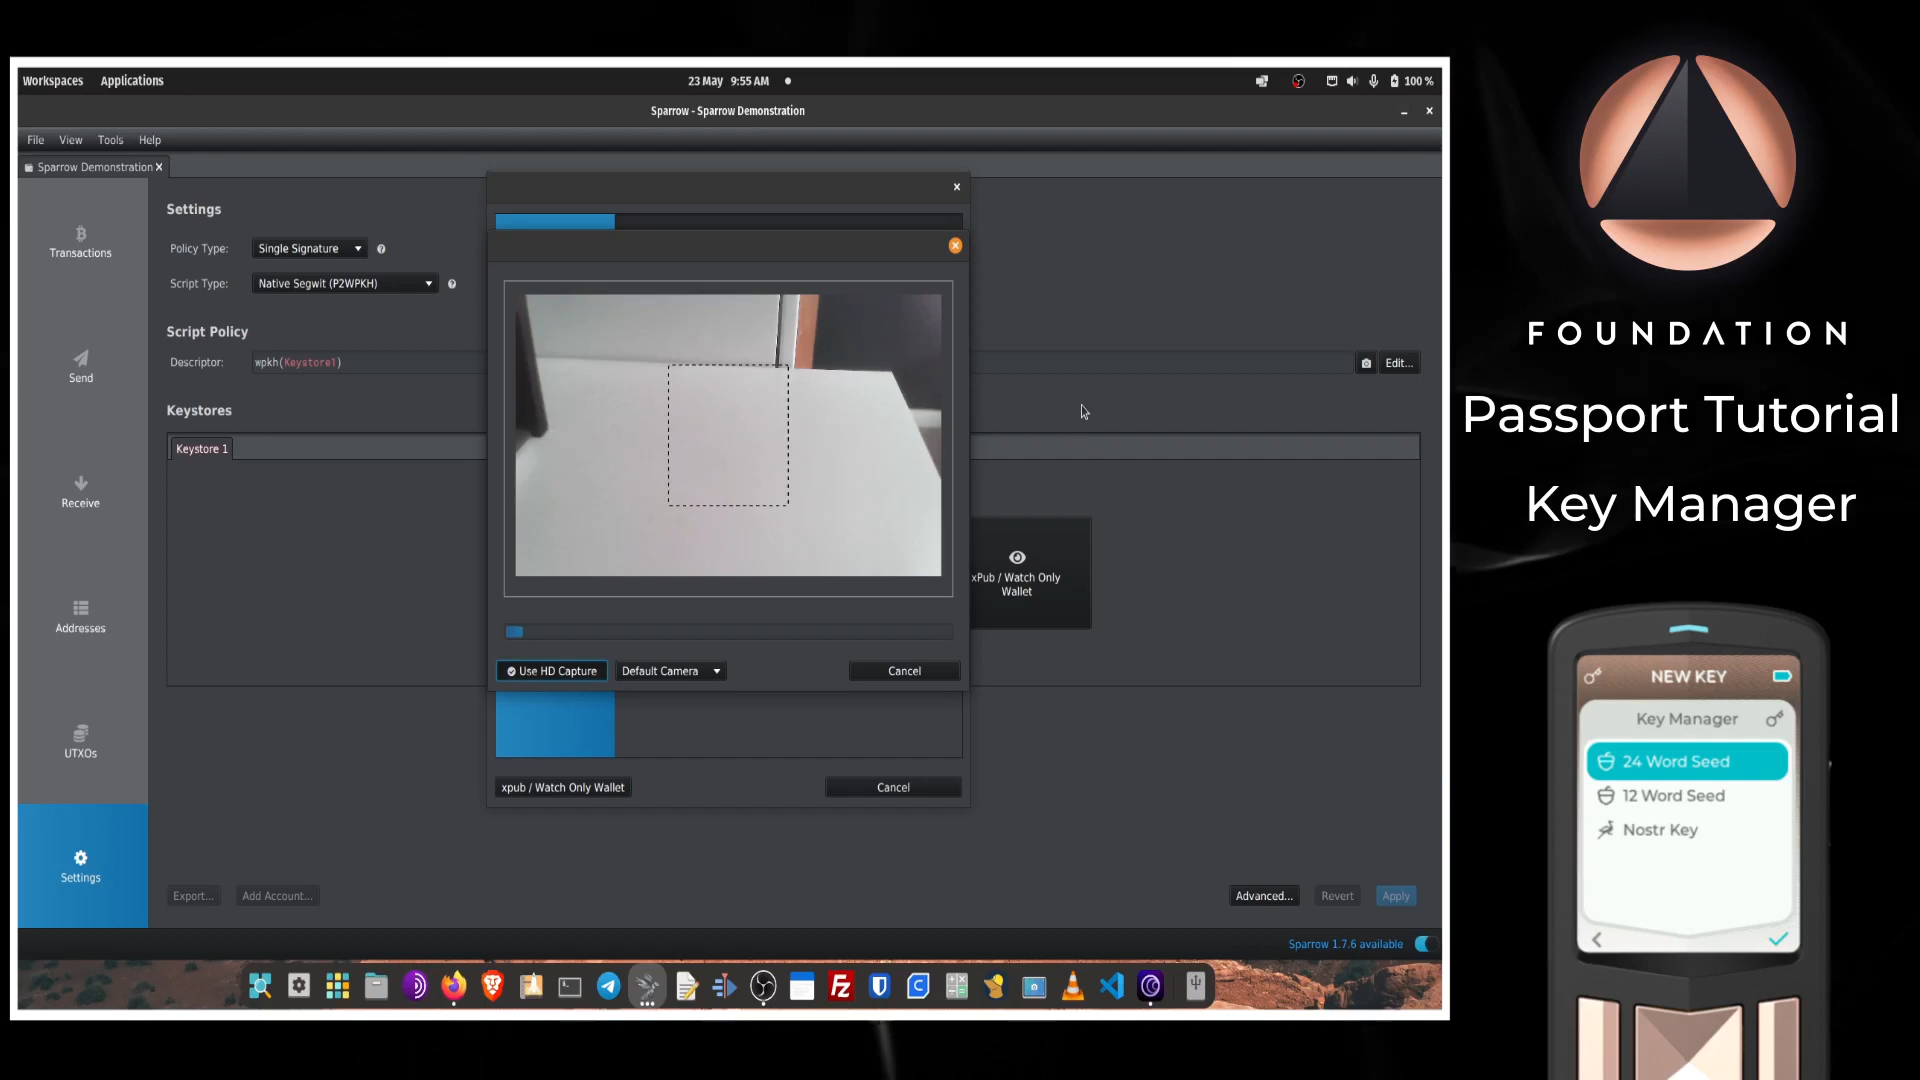 Workspaces Applications
23 May 9:55 AM
100 %
Sparrow - Sparrow Demonstration
File View Tools Help
Sparrow Demonstration
Transactions
Send
Receive
Addresses
UTXOs
Settings
Settings
Policy Type: Single Signature
Script Type: Native Segwit (P2WPKH)
Script Policy
Descriptor: wpkh(Keystore1)
Edit...
Keystores
Keystore 1
xPub / Watch Only
Wallet
Use HD Capture Default Camera Cancel
xpub / Watch Only Wallet Cancel
Export... Add Account... Advanced... Revert Apply
Sparrow 1.7.6 available
FOUNDATION
Passport Tutorial
Key Manager
NEW KEY
Key Manager
24 Word Seed
12 Word Seed
Nostr Key